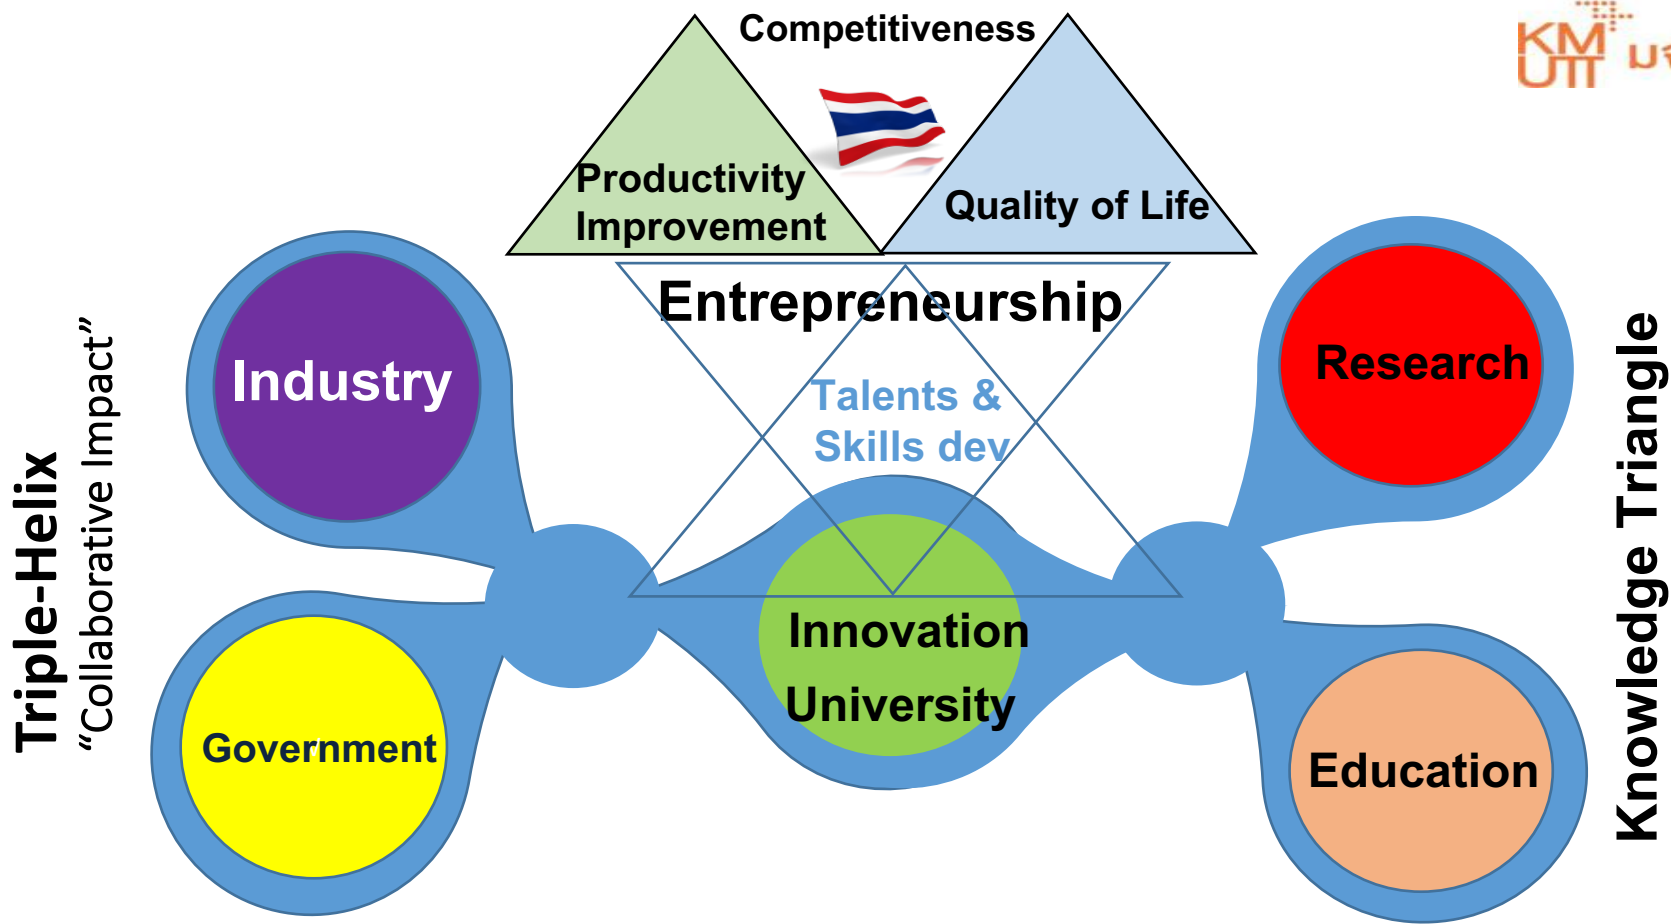 Competitiveness
KM
UTT
Productivity
Improvement
Quality of Life
Entrepreneurship
Talents &
Skills dev
Industry
Government
Triple-Helix
“Collaborative Impact”
Innovation
University
Research
Education
Knowledge Triangle